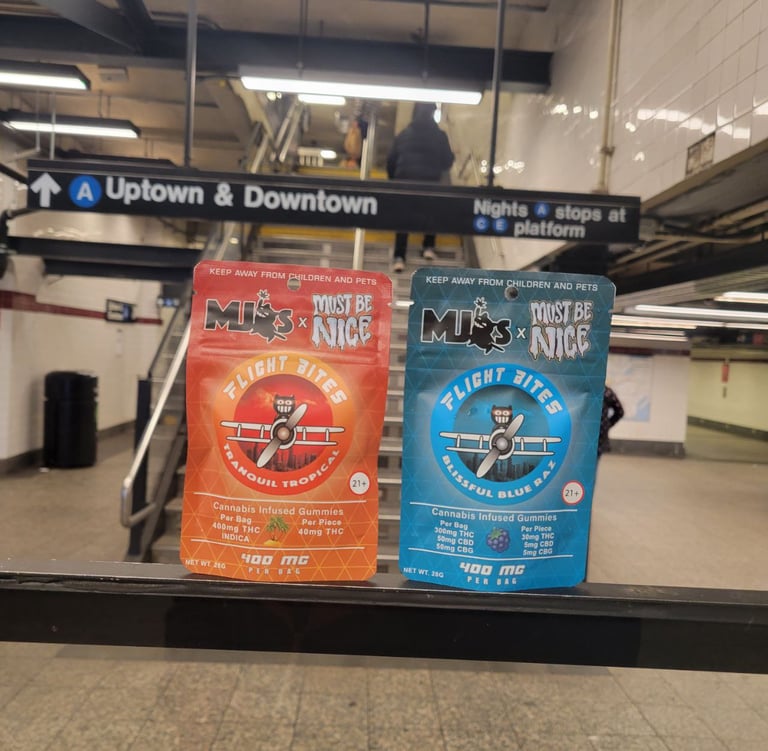 A Uptown & Downtown
Nights A stops at
C E platform
KEEP AWAY FROM CHILDREN AND PETS
MUJS x MUST BE
NICE
FLIGHT BITES
TRANQUIL TROPICAL
21+
Cannabis Infused Gummies
Per Bag
400mg THC
INDICA
Per Piece
40mg THC
400 MG
PER BAG
NET WT. 28G
KEEP AWAY FROM CHILDREN AND PETS
MUJS x MUST BE
NICE
FLIGHT BITES
BLISSFUL BLUE RAZ
21+
Cannabis Infused Gummies
Per Bag
300mg THC
50mg CBD
50mg CBG
Per Piece
30mg THC
5mg CBD
5mg CBG
400 MG
PER BAG
NET WT. 28G